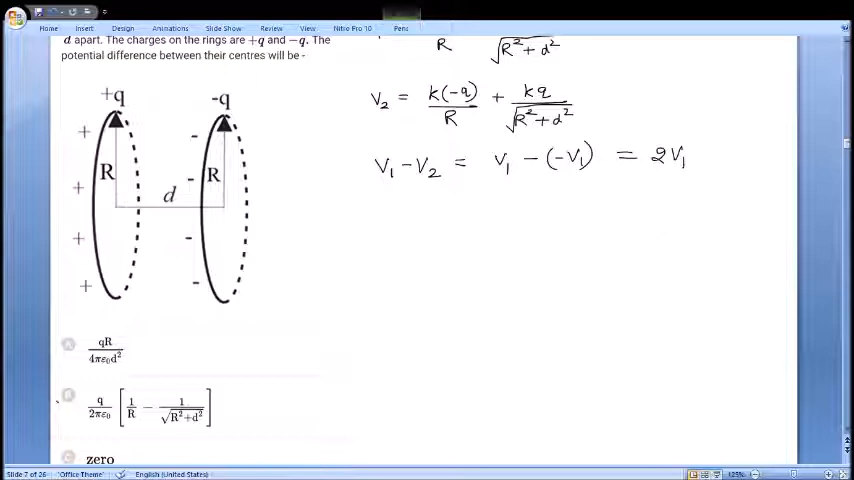 Home Insert Design Animations Slide Show Review View Nitro Pro 10 Pens
d apart. The charges on the rings are +q and −q. The
potential difference between their centres will be -
R √R²+d²
V₂ = k(-q)/R + kq/√R²+d²
V₁ - V₂ = V₁ - (-V₁) = 2V₁
+q -q
+ -
R R
+ -
d
+ -
+ -
A qR/4πε₀d²
B q/2πε₀ [1/R − 1/√R²+d²]
C zero
Slide 7 of 26 "Office Theme" English (United States) 125%